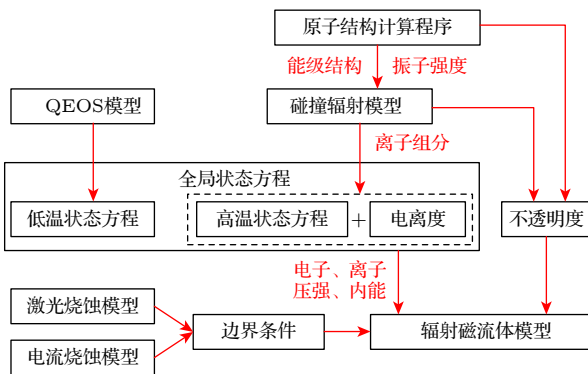 原子结构计算程序
能级结构
振子强度
QEOS模型
碰撞辐射模型
离子组分
全局状态方程
低温状态方程
高温状态方程
+
电离度
不透明度
电子、离子
压强、内能
激光烧蚀模型
边界条件
辐射磁流体模型
电流烧蚀模型